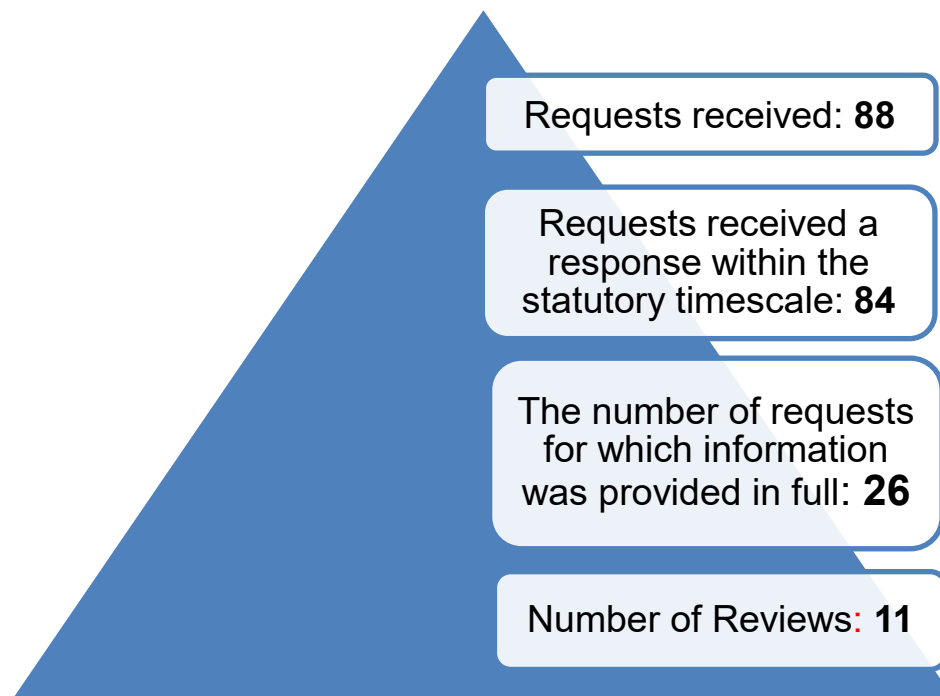 Requests received: 88
Requests received a
response within the
statutory timescale: 84
The number of requests
for which information
was provided in full: 26
Number of Reviews: 11